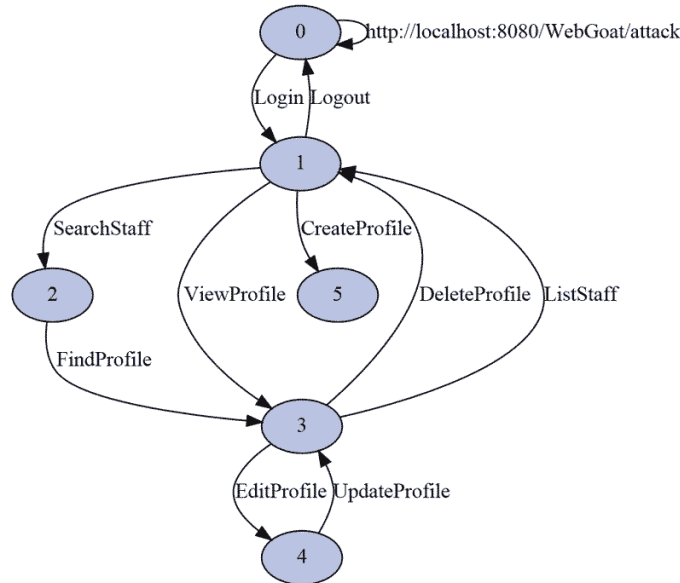 0
http://localhost:8080/WebGoat/attack
Login
Logout
1
SearchStaff
CreateProfile
2
ViewProfile
5
DeleteProfile
ListStaff
FindProfile
3
EditProfile
UpdateProfile
4